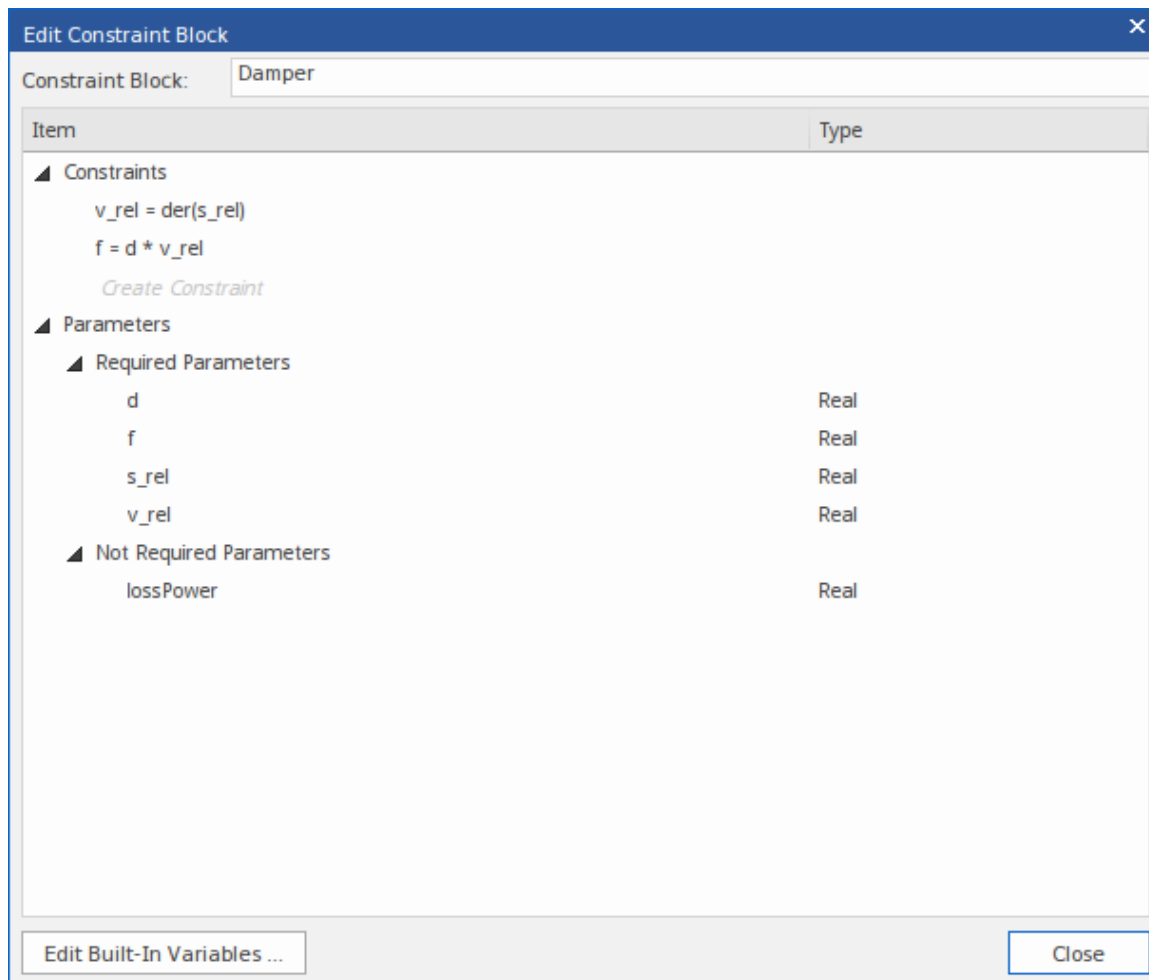 Edit Constraint Block
Constraint Block: Damper
Item Type
Constraints
v_rel = der(s_rel)
f = d * v_rel
Create Constraint
Parameters
Required Parameters
d Real
f Real
s_rel Real
v_rel Real
Not Required Parameters
lossPower Real
Edit Built-In Variables ... Close